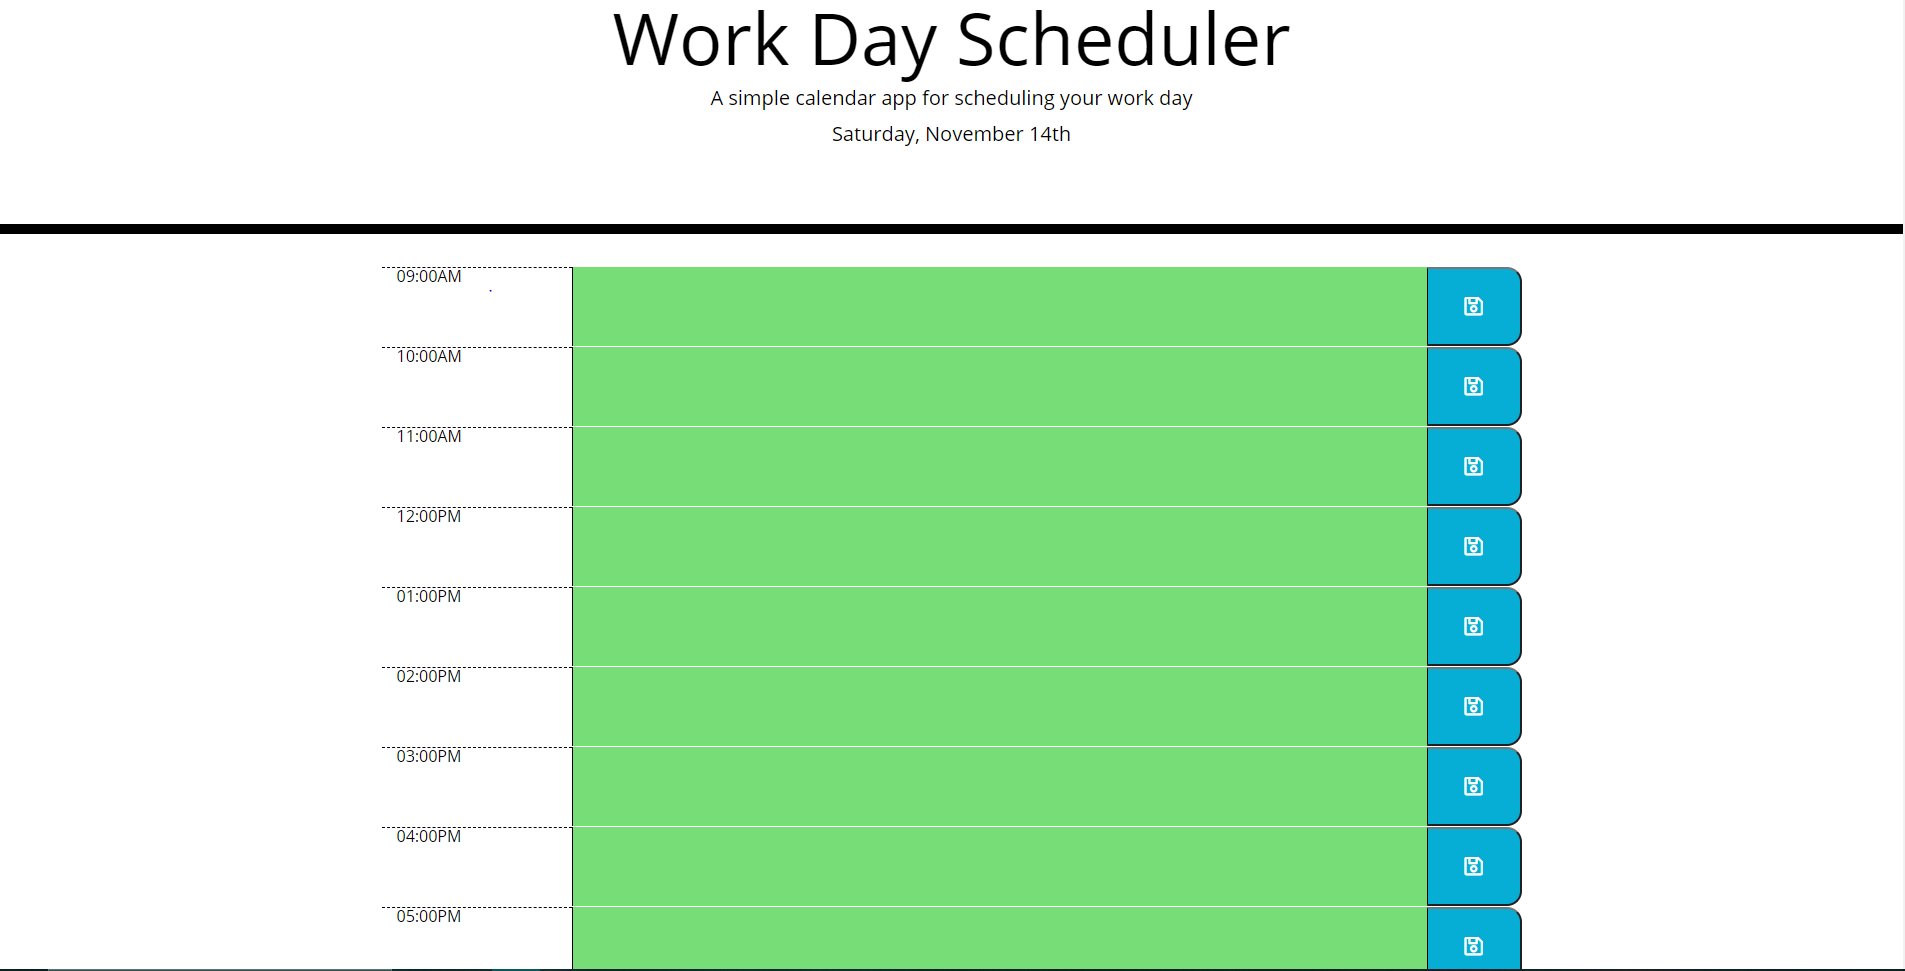 Work Day Scheduler
A simple calendar app for scheduling your work day
Saturday, November 14th
09:00AM
10:00AM
11:00AM
12:00PM
01:00PM
02:00PM
03:00PM
04:00PM
05:00PM